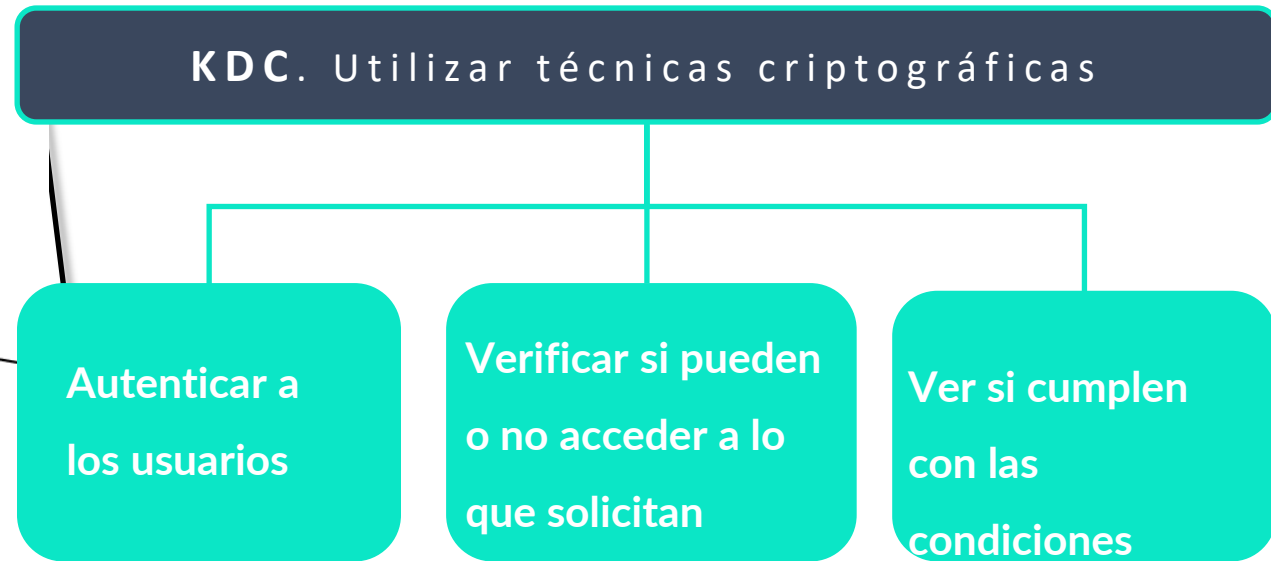 KDC. Utilizar técnicas criptográficas
Autenticar a
los usuarios
Verificar si pueden
o no acceder a lo
que solicitan
Ver si cumplen
con las
condiciones